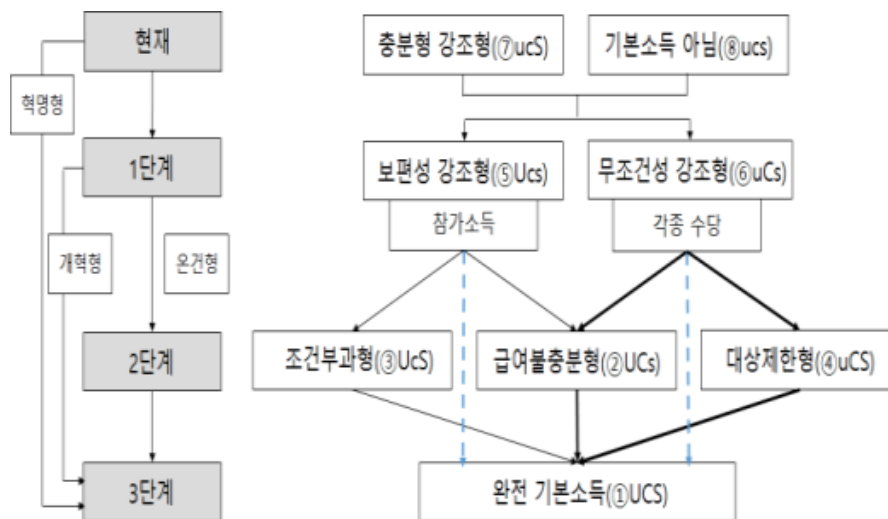 현재
혁명형
1단계
개혁형
온건형
2단계
3단계
충분형 강조형(⑦ucS)
기본소득 아님(⑧ucs)
보편성 강조형(⑤Ucs)
무조건성 강조형(⑥uCs)
참가소득
각종 수당
조건부과형(③UcS)
급여불충분형(②UCs)
대상제한형(④uCS)
완전 기본소득(①UCS)